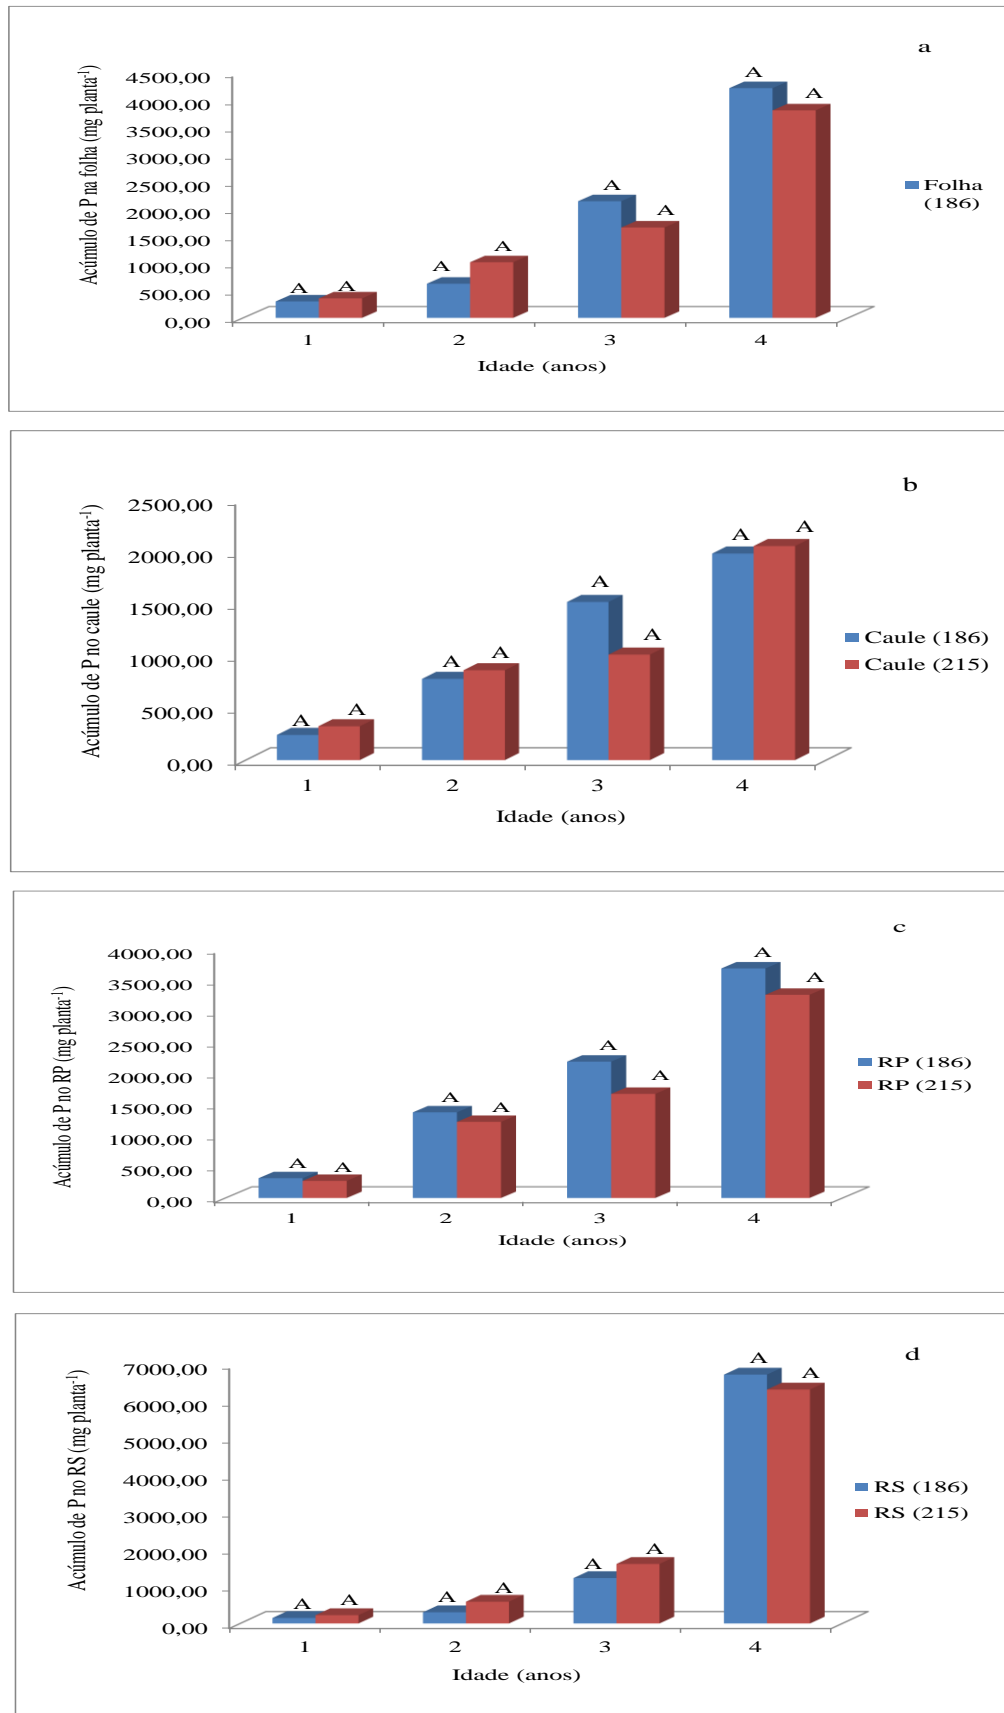 a
Acúmulo de P na folha (mg planta⁻¹)
4500,00
4000,00
3500,00
3000,00
2500,00
2000,00
1500,00
1000,00
500,00
0,00
A A A A A A A A
1 2 3 4
Idade (anos)
Folha
(186)
b
Acúmulo de P no caule (mg planta⁻¹)
2500,00
2000,00
1500,00
1000,00
500,00
0,00
A A A A A A A A
1 2 3 4
Idade (anos)
Caule (186)
Caule (215)
c
Acúmulo de P no RP (mg planta⁻¹)
4000,00
3500,00
3000,00
2500,00
2000,00
1500,00
1000,00
500,00
0,00
A A A A A A A A
1 2 3 4
Idade (anos)
RP (186)
RP (215)
d
Acúmulo de P no RS (mg planta⁻¹)
7000,00
6000,00
5000,00
4000,00
3000,00
2000,00
1000,00
0,00
A A A A A A A A
1 2 3 4
Idade (anos)
RS (186)
RS (215)